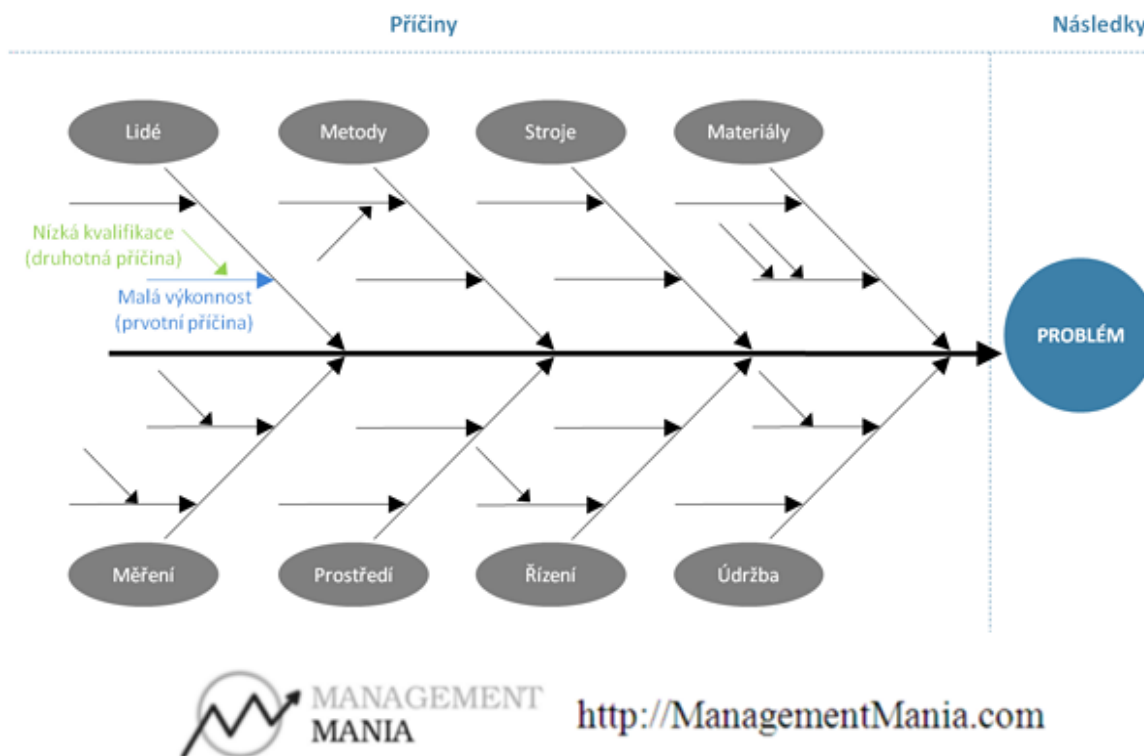 Příčiny
Následky
Lidé
Metody
Stroje
Materiály
Nízká kvalifikace
(druhotná příčina)
Malá výkonnost
(prvotní příčina)
PROBLÉM
Měření
Prostředí
Řízení
Údržba
MANAGEMENT
MANIA
http://ManagementMania.com